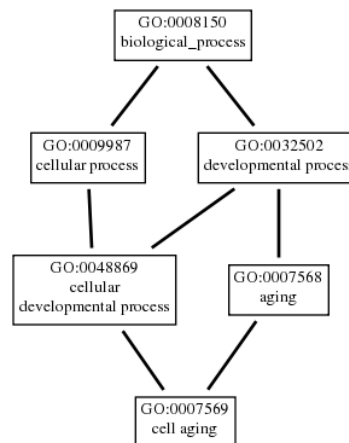 GO:0008150
biological_process
GO:0009987
cellular process
GO:0032502
developmental process
GO:0048869
cellular
developmental process
GO:0007568
aging
GO:0007569
cell aging